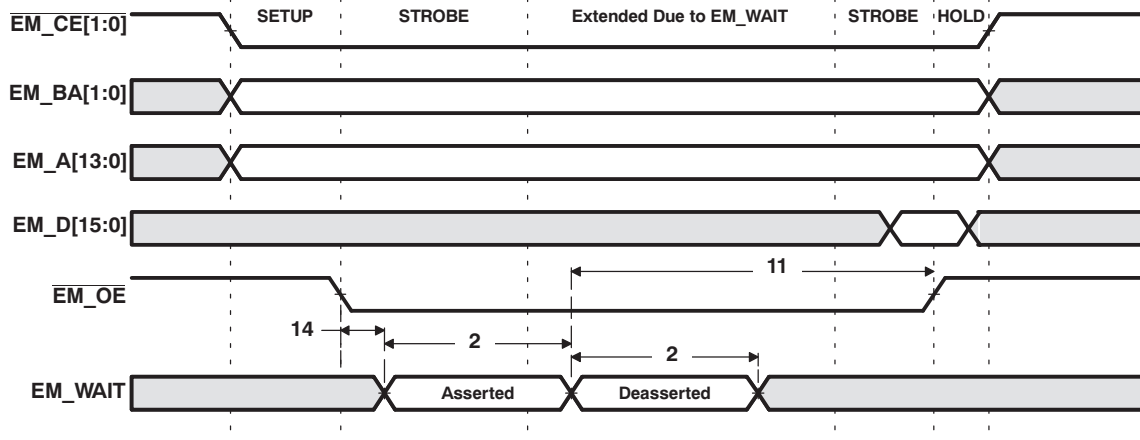 SETUP STROBE Extended Due to EM_WAIT STROBE HOLD
EM_CE[1:0]
EM_BA[1:0]
EM_A[13:0]
EM_D[15:0]
11
EM_OE
14
2
2
EM_WAIT Asserted Deasserted